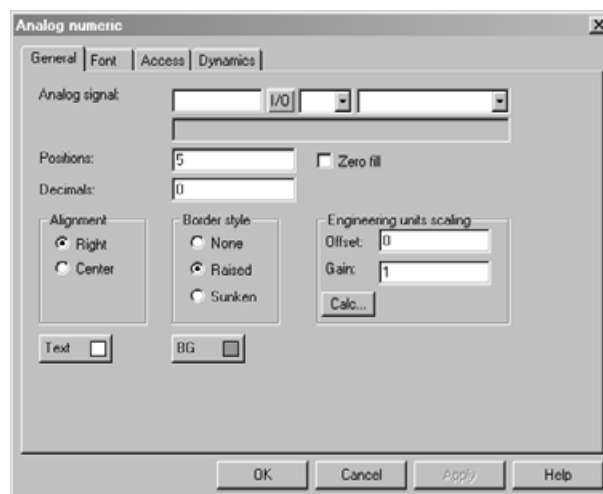 Analog numeric
General Font Access Dynamics
Analog signal: I/O
Positions: 5 Zero fill
Decimals: 0
Alignment Border style Engineering units scaling
Right None Offset: 0
Center Raised Gain: 1
Sunken Calc...
Text BG
OK Cancel Apply Help